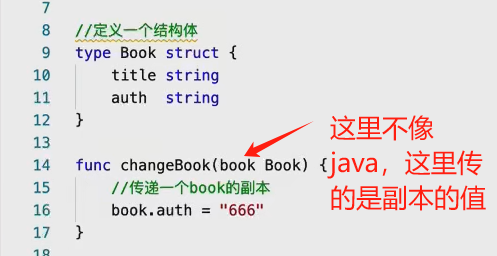 7
8 //定义一个结构体
9 type Book struct {
10 title string
11 auth  string
12 }
13
14 func changeBook(book Book) {
15 //传递一个book的副本
16 book.auth = "666"
17 }
18
这里不像
java，这里传
的是副本的值